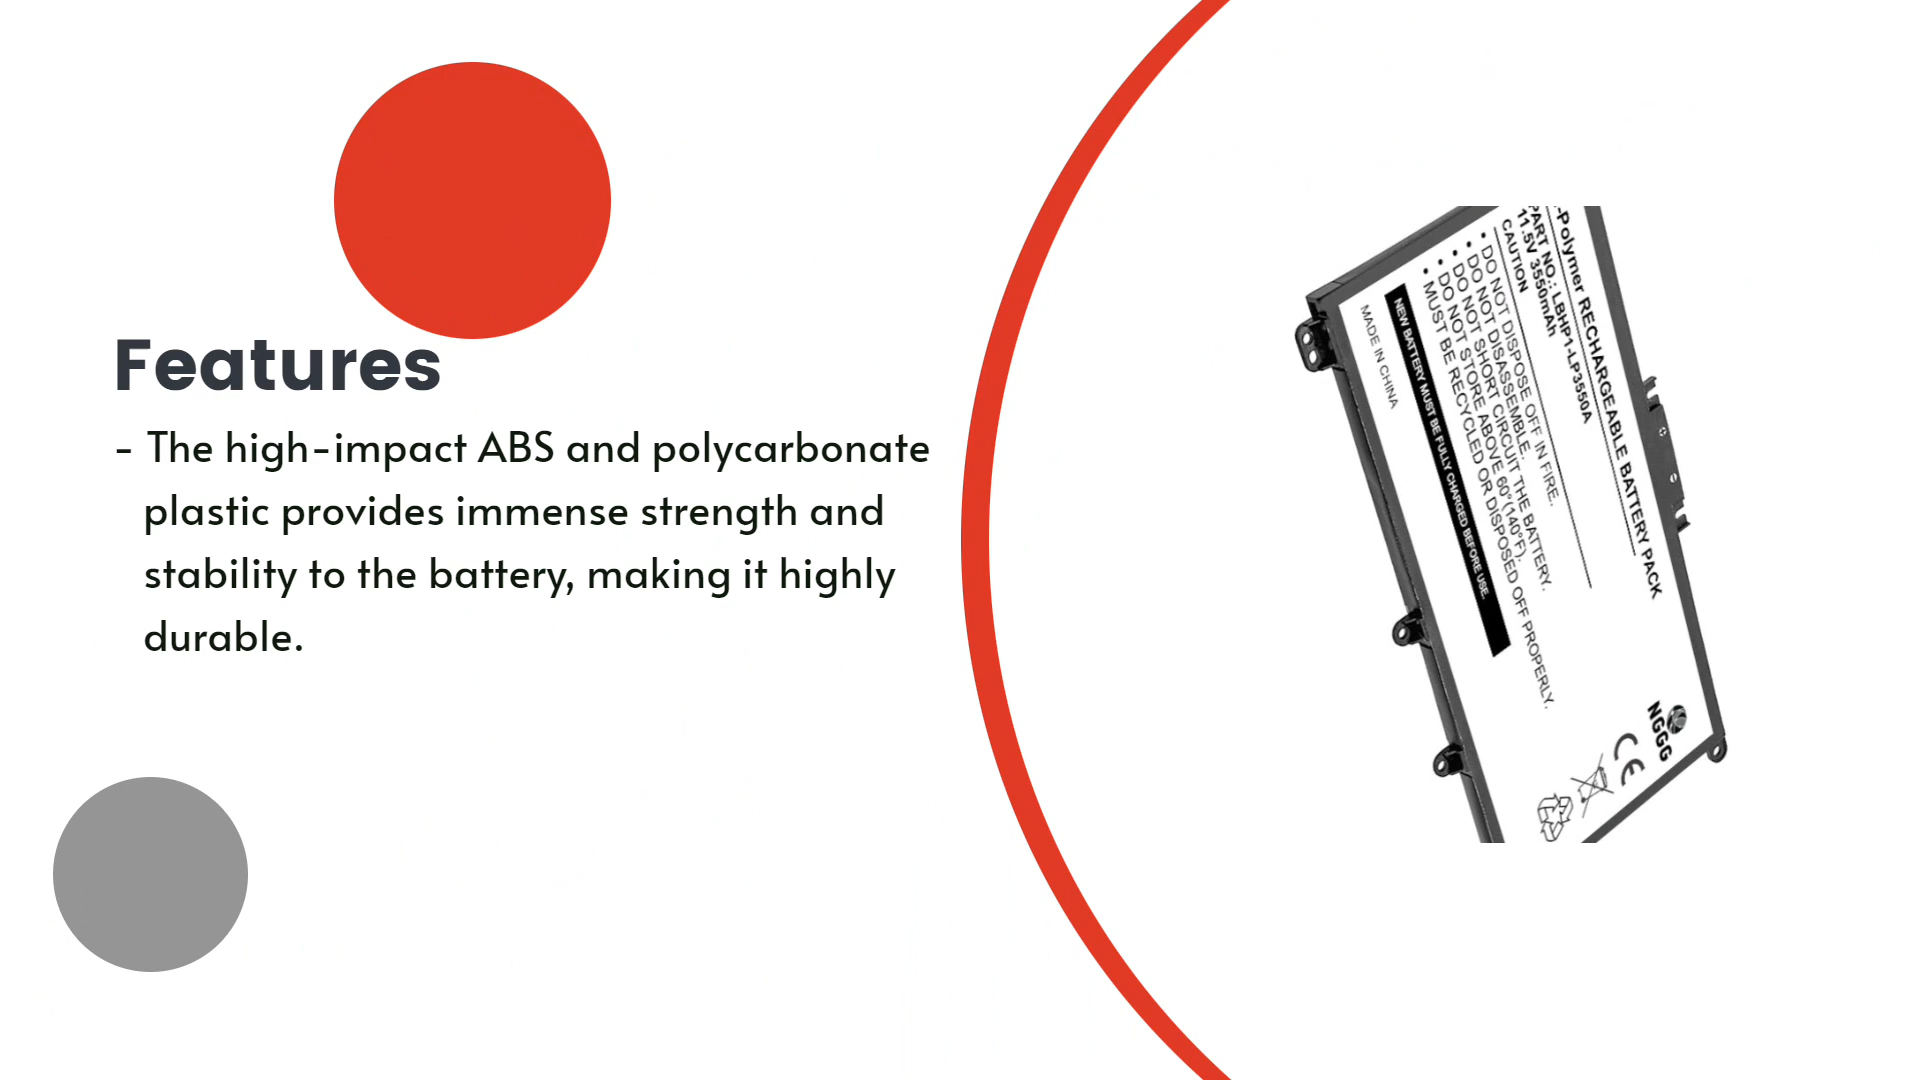 Features
- The high-impact ABS and polycarbonate
plastic provides immense strength and
stability to the battery, making it highly
durable.
-Polymer RECHARGEABLE BATTERY PACK
PART NO.: LBHP1-LP3550A
11.5V 3550mAh
CAUTION
• DO NOT DISPOSE OFF IN FIRE.
• DO NOT DISASSEMBLE.
• DO NOT SHORT CIRCUIT THE BATTERY.
• DO NOT STORE ABOVE 60°(140°F).
• MUST BE RECYCLED OR DISPOSED OFF PROPERLY.
NEW BATTERY MUST BE FULLY CHARGED BEFORE USE.
MADE IN CHINA
NGGG
CE